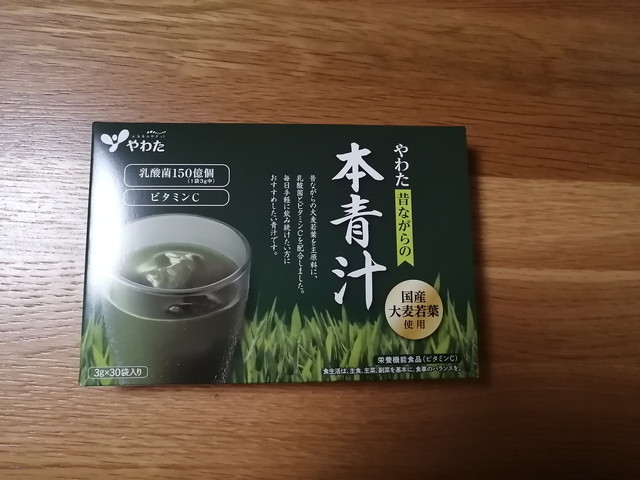 やわた
乳酸菌150億個
(1袋3g中)
ビタミンC
やわた 昔ながらの
本青汁
昔ながらの大麦若葉を主原料に、
乳酸菌とビタミンCを配合しました。
毎日手軽に飲み続けたい方に
おすすめしたい青汁です。
国産
大麦若葉
使用
栄養機能食品(ビタミンC)
食生活は、主食、主菜、副菜を基本に、食事のバランスを。
3g×30袋入り